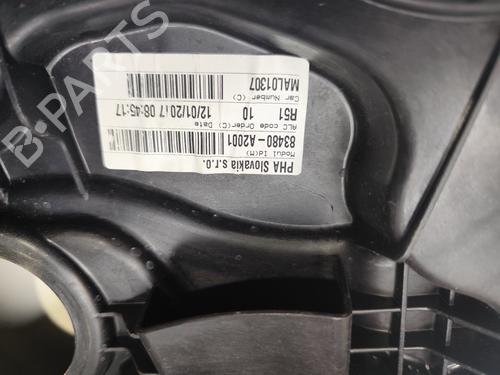 PHA Slovakia s.r.o.
Modul Id(M)
83480-A2001
ALC code Order(C) Date
R51 10 12/01/2017 08:45:17
Car Number (C)
MAL01307
B-PARTS